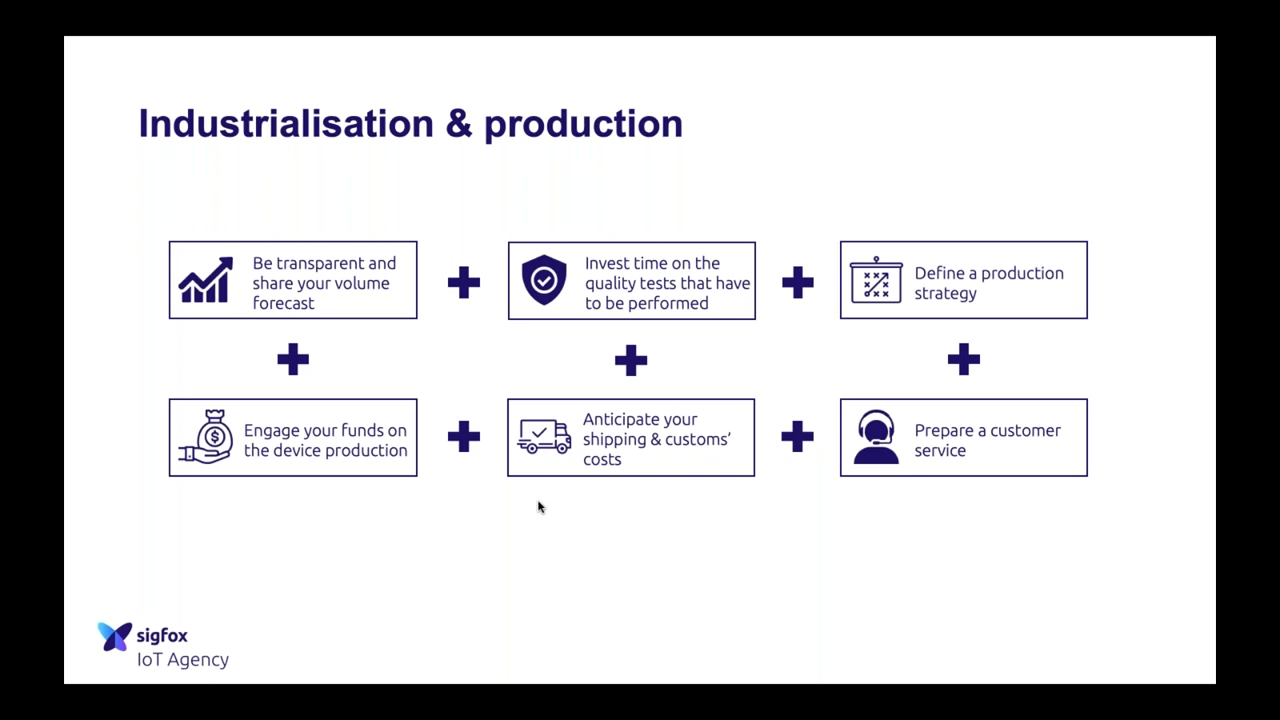 Industrialisation & production
Be transparent and
share your volume
forecast
Invest time on the
quality tests that have
to be performed
Define a production
strategy
Engage your funds on
the device production
Anticipate your
shipping & customs’
costs
Prepare a customer
service
sigfox
IoT Agency